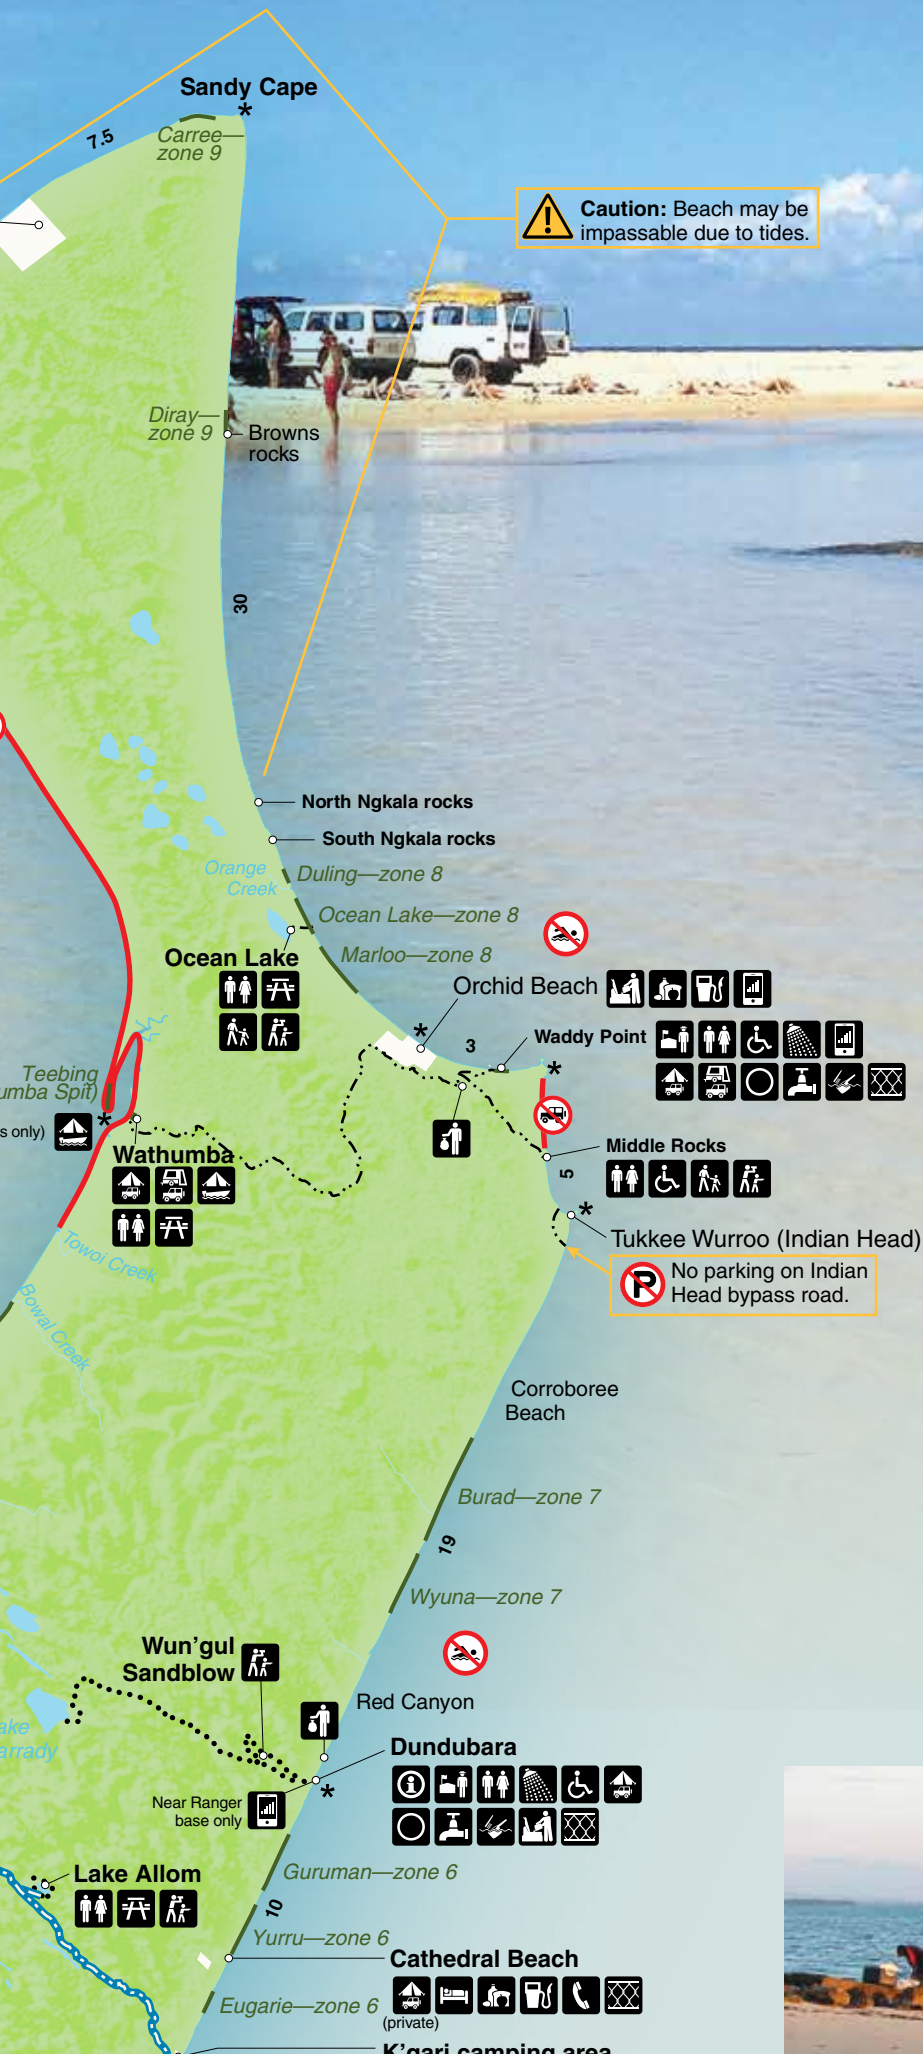 Sandy Cape
*
7.5
Carree—
zone 9
Caution: Beach may be
impassable due to tides.
Diray—
zone 9
Browns
rocks
30
North Ngkala rocks
South Ngkala rocks
Orange
Creek
Duling—zone 8
Ocean Lake—zone 8
Ocean Lake
Marloo—zone 8
Orchid Beach
*
3
Waddy Point
*
Teebing
umba Spit)
s only)
*
Wathumba
Middle Rocks
5
*
Tukkee Wurroo (Indian Head)
P
No parking on Indian
Head bypass road.
Towoi Creek
Bowal Creek
Corroboree
Beach
Burad—zone 7
19
Wyuna—zone 7
Wun'gul
Sandblow
Red Canyon
ake
arrady
Dundubara
*
Near Ranger
base only
Lake Allom
Guruman—zone 6
10
Yurru—zone 6
Cathedral Beach
Eugarie—zone 6
(private)
K'gari camping area